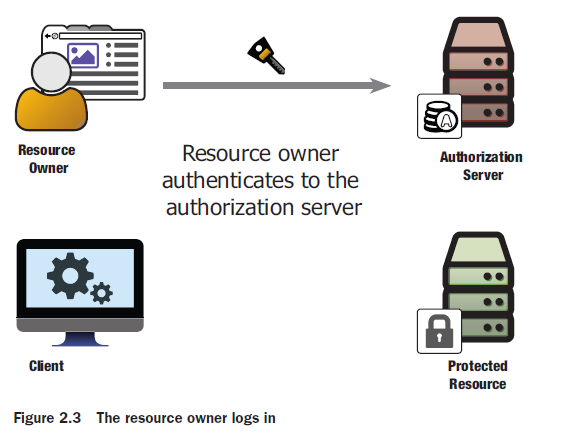 Resource
Owner
Resource owner
authenticates to the
authorization server
A
Authorization
Server
Client
Protected
Resource
Figure 2.3 The resource owner logs in